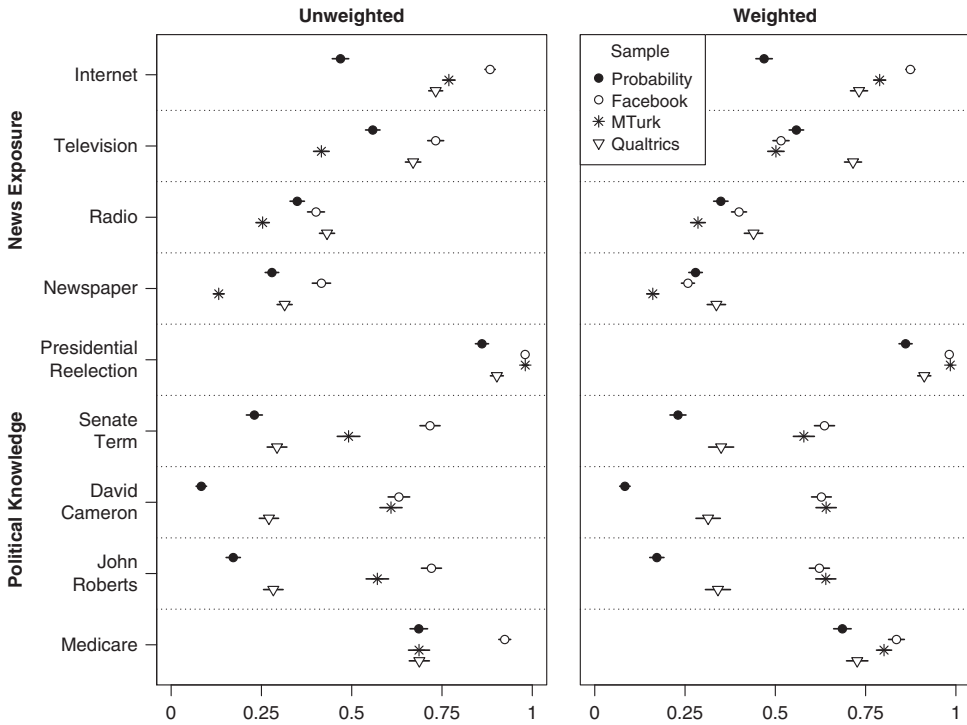 Unweighted
Weighted
News Exposure
Political Knowledge
Internet
Television
Radio
Newspaper
Presidential
Reelection
Senate
Term
David
Cameron
John
Roberts
Medicare
Sample
Probability
Facebook
MTurk
Qualtrics
0 0.25 0.5 0.75 1
0 0.25 0.5 0.75 1